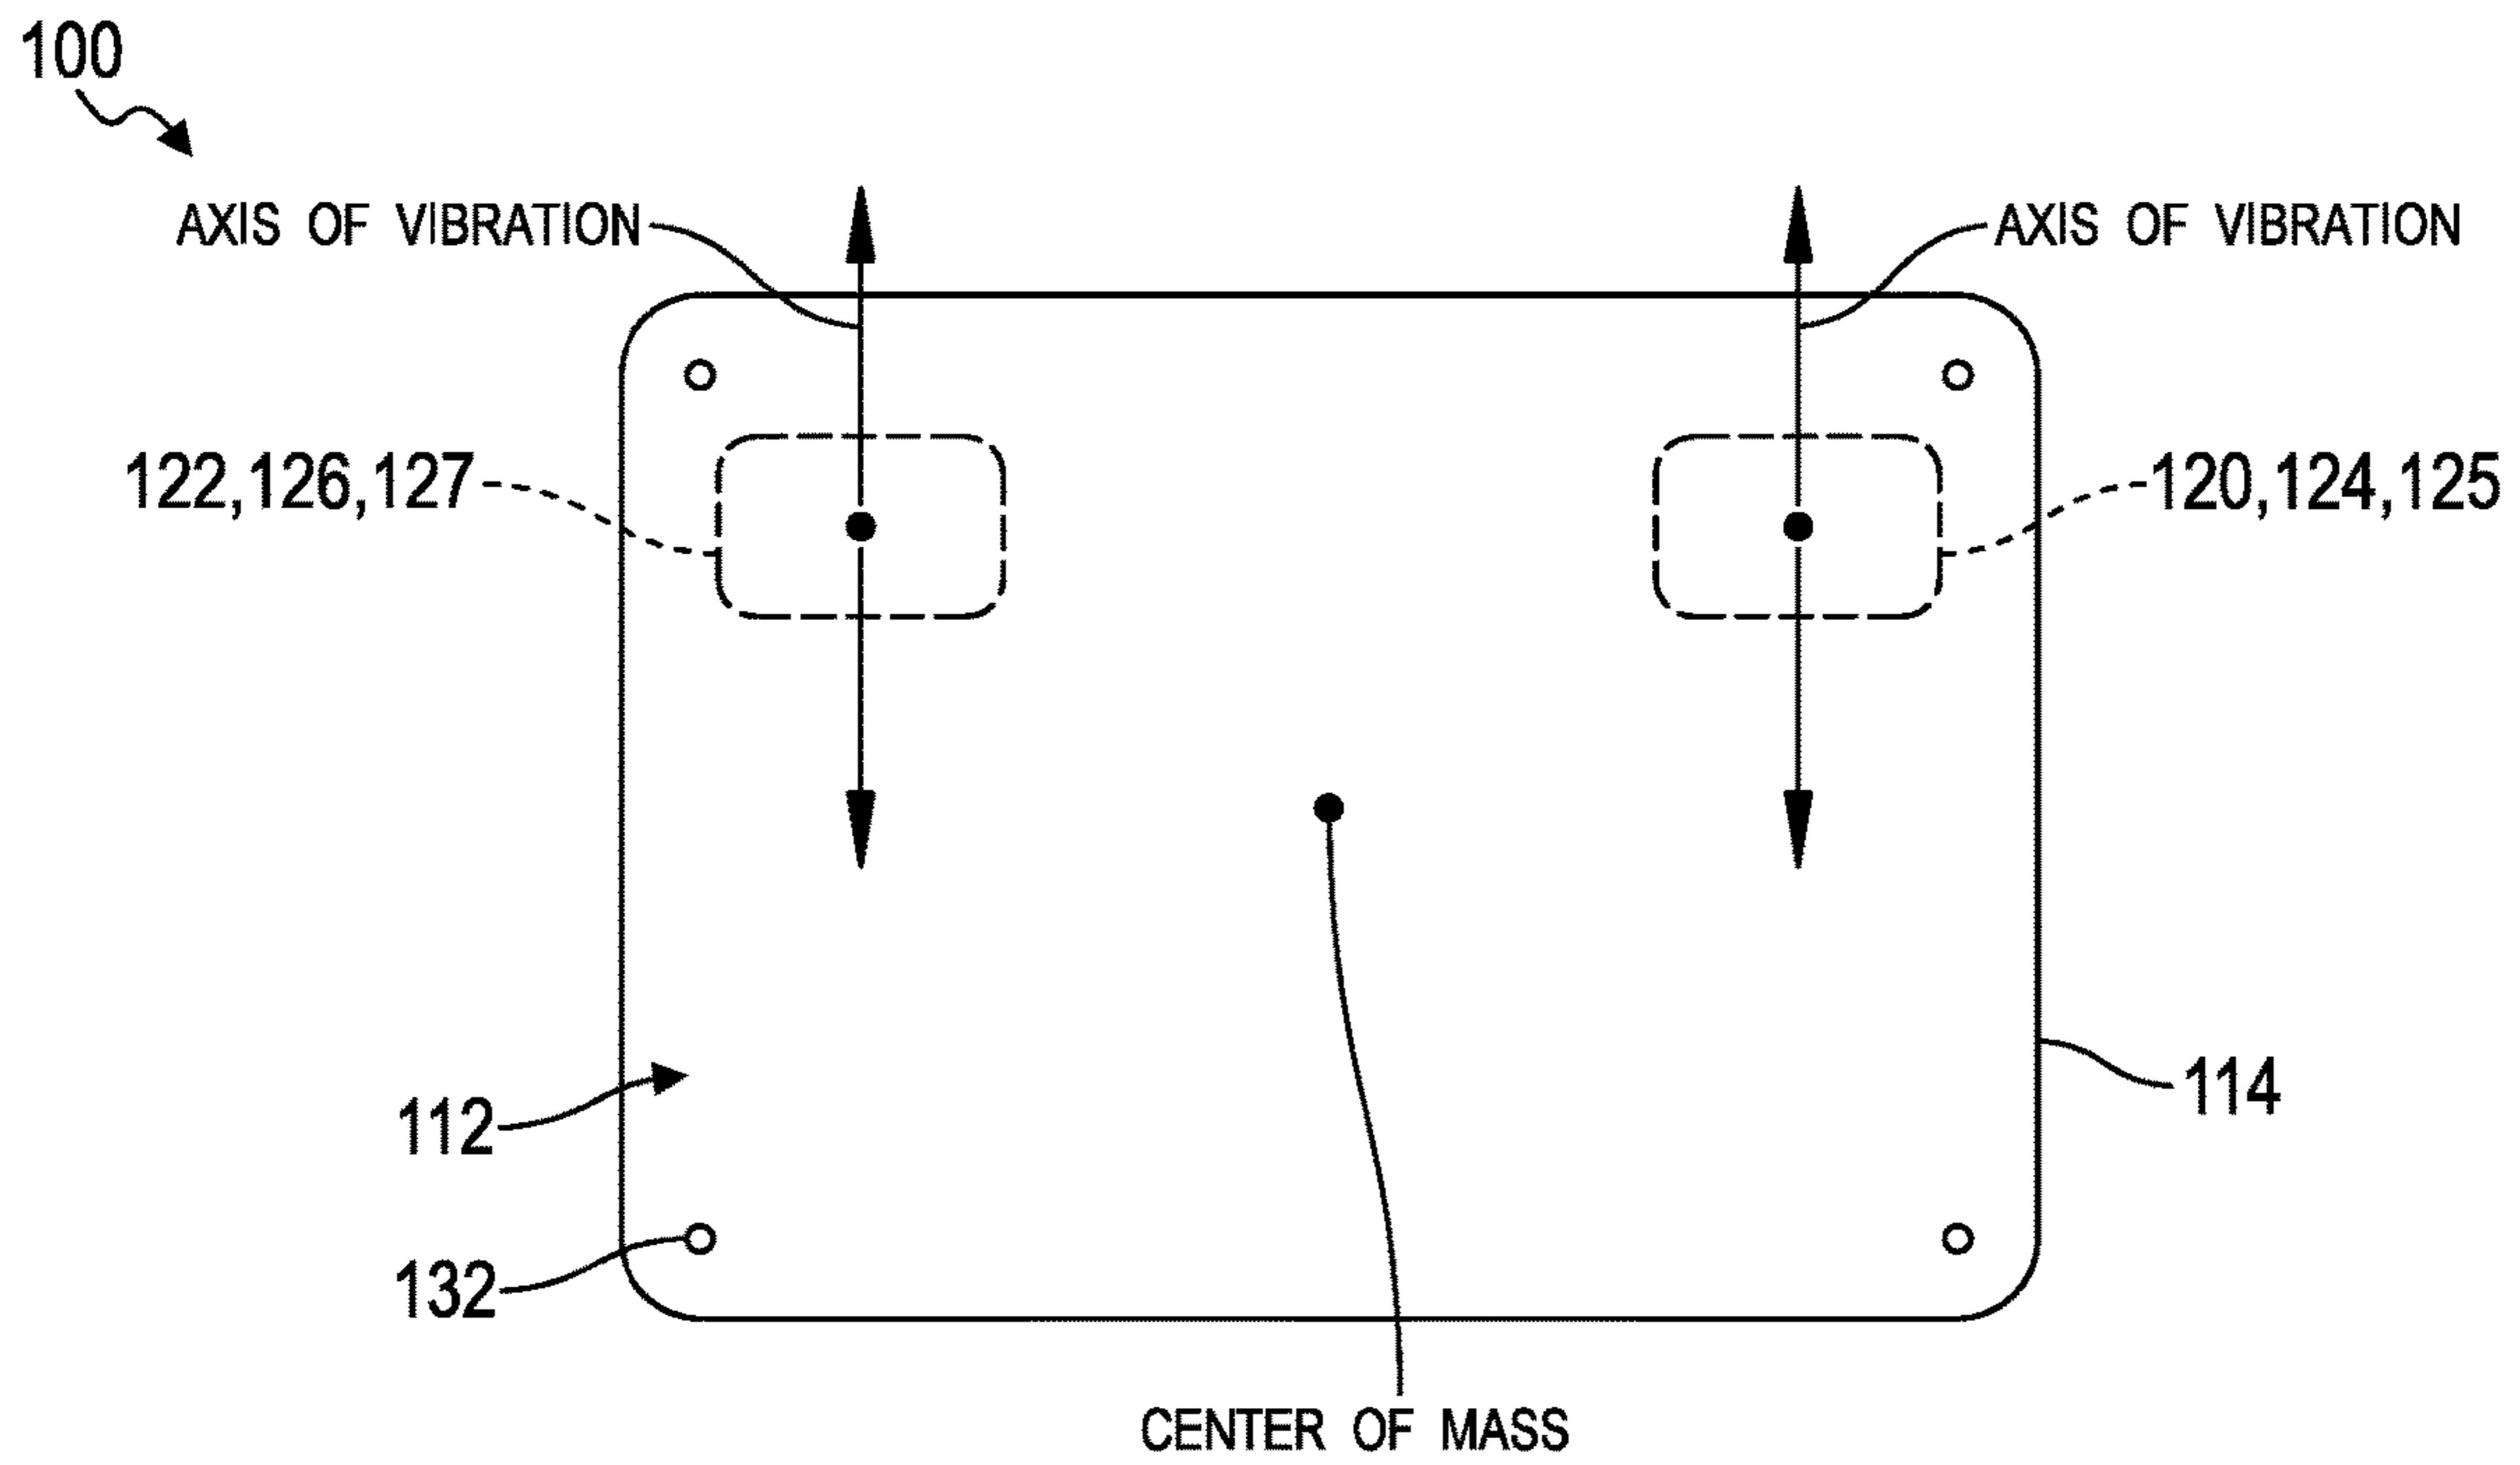 100
AXIS OF VIBRATION
AXIS OF VIBRATION
122,126,127
120,124,125
112
114
132
CENTER OF MASS